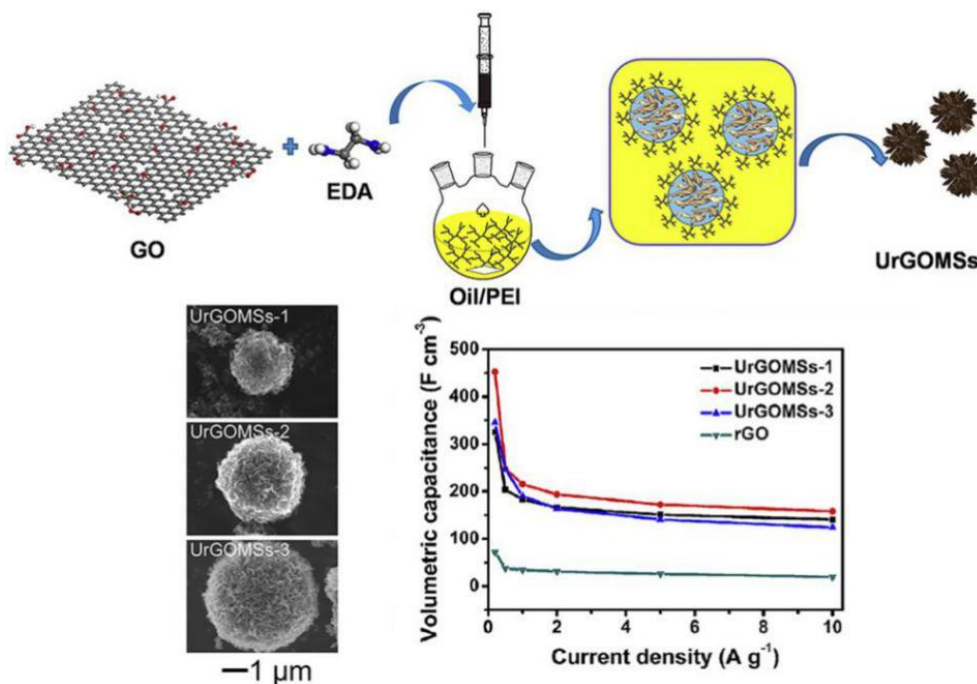 GO
EDA
Oil/PEI
UrGOMSs
UrGOMSs-1
UrGOMSs-2
UrGOMSs-3
1 μm
Volumetric capacitance (F cm⁻³)
500
400
300
200
100
0
UrGOMSs-1
UrGOMSs-2
UrGOMSs-3
rGO
0 2 4 6 8 10
Current density (A g⁻¹)